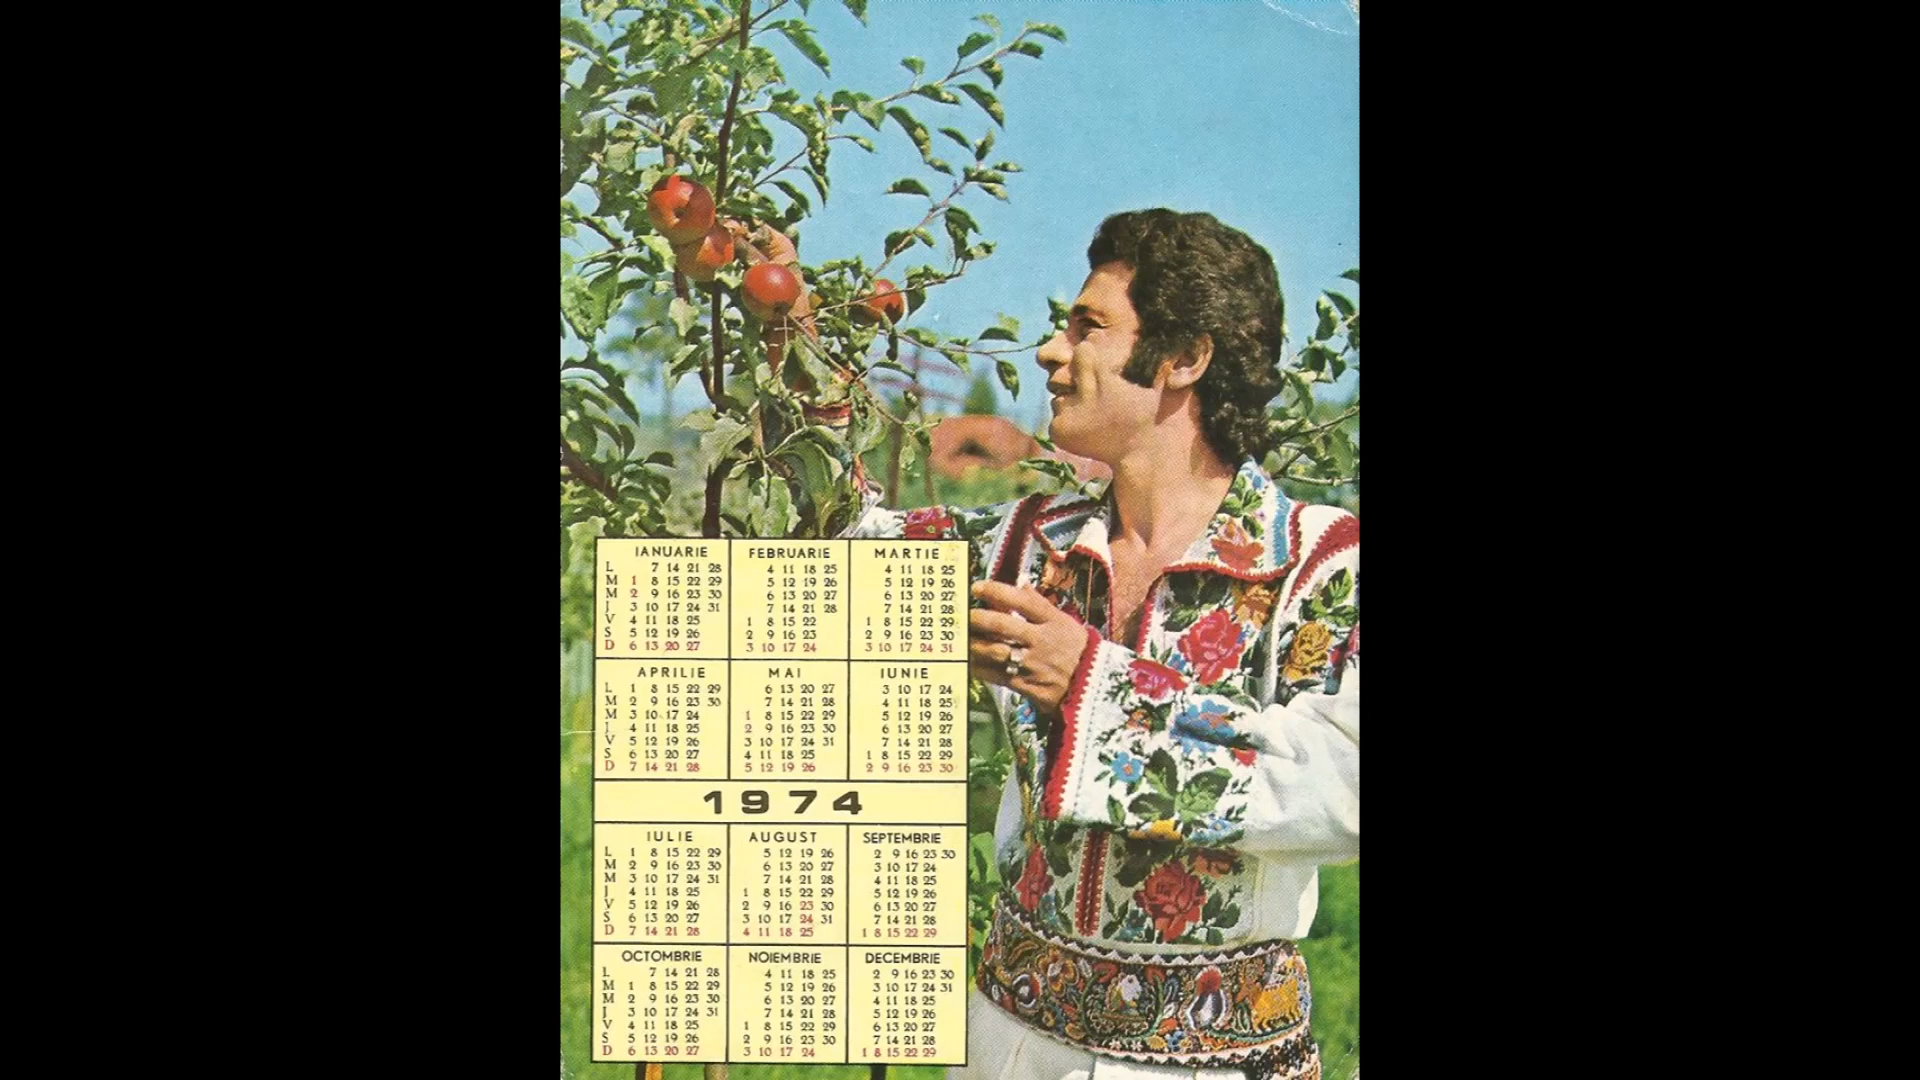 IANUARIE FEBRUARIE MARTIE
L 7 14 21 28 4 11 18 25 4 11 18 25
M 1 8 15 22 29 5 12 19 26 5 12 19 26
M 2 9 16 23 30 6 13 20 27 6 13 20 27
J 3 10 17 24 31 7 14 21 28 7 14 21 28
V 4 11 18 25 1 8 15 22 1 8 15 22 29
S 5 12 19 26 2 9 16 23 2 9 16 23 30
D 6 13 20 27 3 10 17 24 3 10 17 24 31
APRILIE MAI IUNIE
L 1 8 15 22 29 6 13 20 27 3 10 17 24
M 2 9 16 23 30 7 14 21 28 4 11 18 25
M 3 10 17 24 1 8 15 22 29 5 12 19 26
J 4 11 18 25 2 9 16 23 30 6 13 20 27
V 5 12 19 26 3 10 17 24 31 7 14 21 28
S 6 13 20 27 4 11 18 25 1 8 15 22 29
D 7 14 21 28 5 12 19 26 2 9 16 23 30
1974
IULIE AUGUST SEPTEMBRIE
L 1 8 15 22 29 5 12 19 26 2 9 16 23 30
M 2 9 16 23 30 6 13 20 27 3 10 17 24
M 3 10 17 24 31 7 14 21 28 4 11 18 25
J 4 11 18 25 1 8 15 22 29 5 12 19 26
V 5 12 19 26 2 9 16 23 30 6 13 20 27
S 6 13 20 27 3 10 17 24 31 7 14 21 28
D 7 14 21 28 4 11 18 25 1 8 15 22 29
OCTOMBRIE NOIEMBRIE DECEMBRIE
L 7 14 21 28 4 11 18 25 2 9 16 23 30
M 1 8 15 22 29 5 12 19 26 3 10 17 24 31
M 2 9 16 23 30 6 13 20 27 4 11 18 25
J 3 10 17 24 31 7 14 21 28 5 12 19 26
V 4 11 18 25 1 8 15 22 29 6 13 20 27
S 5 12 19 26 2 9 16 23 30 7 14 21 28
D 6 13 20 27 3 10 17 24 1 8 15 22 29